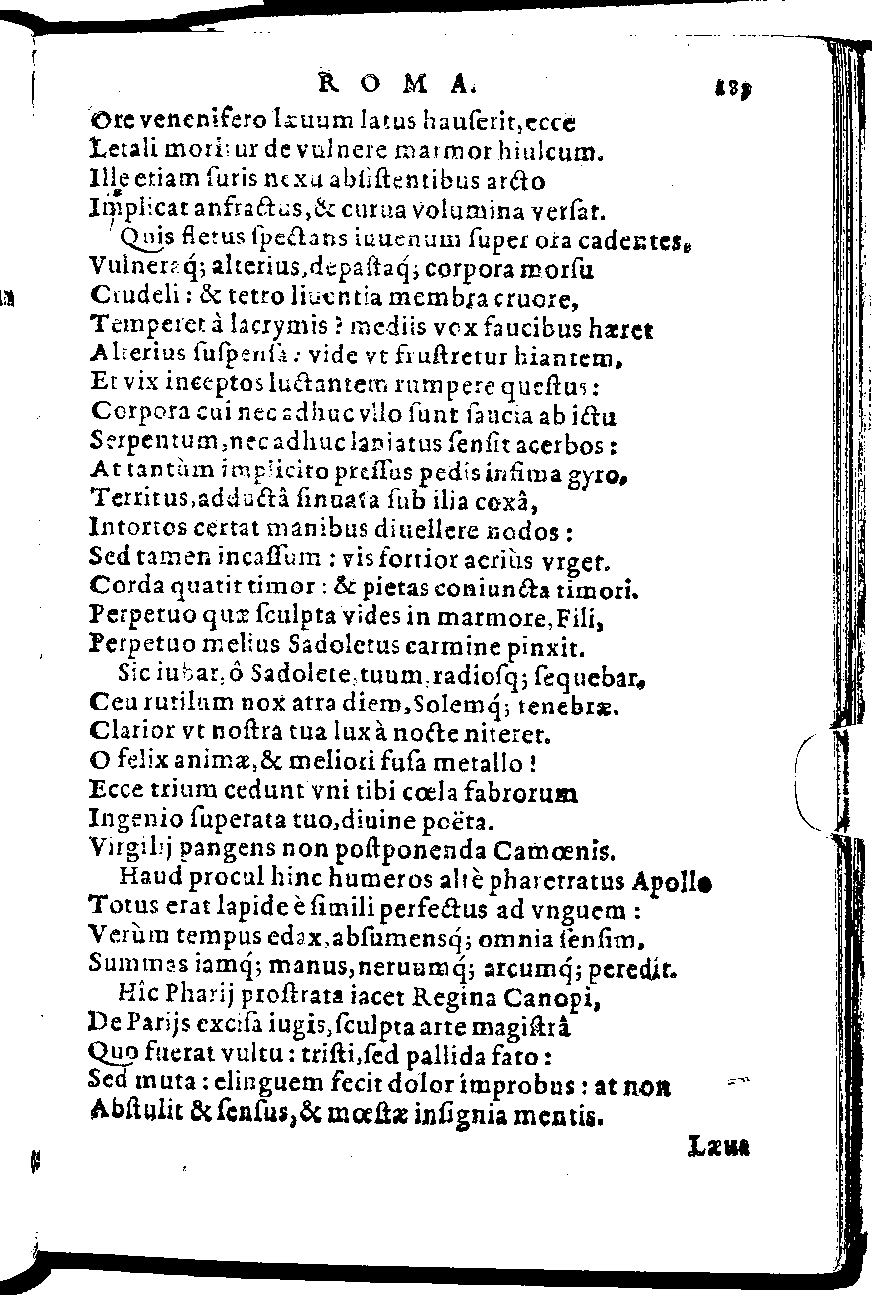 ROMA. 189
Ore venenifero læuum latus hauſerit, ecce
Letali moritur de vulnere marmor hiulcum.
Ille etiam ſuris nexu abſiſtentibus arcto
Implicat anfractus, & curua volumina verſat.
Quis fletus ſpectans iuuenum ſuper ora cadentes,
Vulneraq́; alterius, depaſtaq́; corpora morſu
Crudeli: & tetro liuentia membra cruore,
Temperet à lacrymis? mediis vox faucibus hæret
Alterius ſuſpenſa: vide vt fruſtretur hiantem,
Et vix inceptos luctantem rumpere queſtus:
Corpora cui nec adhuc vllo ſunt ſaucia ab ictu
Serpentum, nec adhuc laniatus ſenſit acerbos:
At tantùm implicito preſſus pedis infima gyro,
Territus, adductâ ſinuata ſub ilia coxâ,
Intortos certat manibus diuellere nodos:
Sed tamen incaſſum: vis fortior acriùs vrget.
Corda quatit timor: & pietas coniuncta timori.
Perpetuo quæ ſculpta vides in marmore, Fili,
Perpetuo melius Sadoletus carmine pinxit.
Sic iubar, ô Sadolete, tuum, radioſq; ſequebar,
Ceu rutilum nox atra diem, Solemq́; tenebræ.
Clarior vt noſtra tua lux à nocte niteret.
O felix animæ, & meliori fuſa metallo!
Ecce trium cedunt vni tibi cœla fabrorum
Ingenio ſuperata tuo, diuine poëta.
Virgilij pangens non poſtponenda Camœnis.
Haud procul hinc humeros altè pharetratus Apollo
Totus erat lapide è ſimili perfectus ad vnguem:
Verùm tempus edax, abſumensq́; omnia ſenſim,
Summas iamq́; manus, neruumq́; arcumq́; peredit.
Hîc Pharij proſtrata iacet Regina Canopi,
De Parijs exciſa iugis, ſculpta arte magiſtrâ
Quo fuerat vultu: triſti, ſed pallida fato:
Sed muta: elinguem fecit dolor improbus: at non
Abſtulit & ſenſus, & mœſtæ inſignia mentis.
Læua